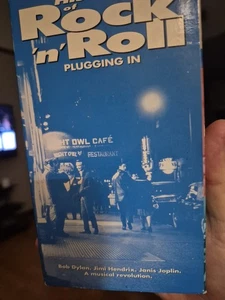 of
Rock
'n' Roll
PLUGGING IN
OWL CAFÉ
RESTAURANT
Bob Dylan, Jimi Hendrix, Janis Joplin.
A musical revolution.